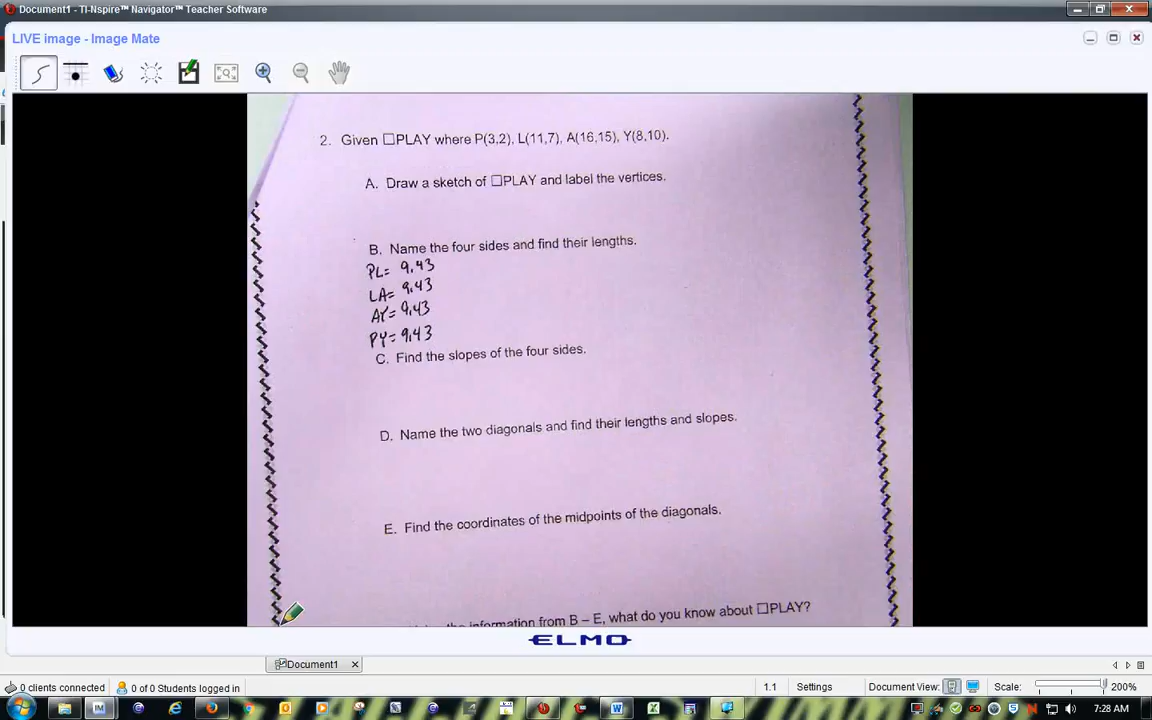 Document1 - TI-Nspire™ Navigator™ Teacher Software
LIVE image - Image Mate
2. Given □PLAY where P(3,2), L(11,7), A(16,15), Y(8,10).
A. Draw a sketch of □PLAY and label the vertices.
B. Name the four sides and find their lengths.
PL= 9.43
LA= 9.43
AY= 9.43
PY= 9.43
C. Find the slopes of the four sides.
D. Name the two diagonals and find their lengths and slopes.
E. Find the coordinates of the midpoints of the diagonals.
the information from B – E, what do you know about □PLAY?
ELMO
Document1
0 clients connected 0 of 0 Students logged in 1.1 Settings Document View: Scale: 200%
7:28 AM